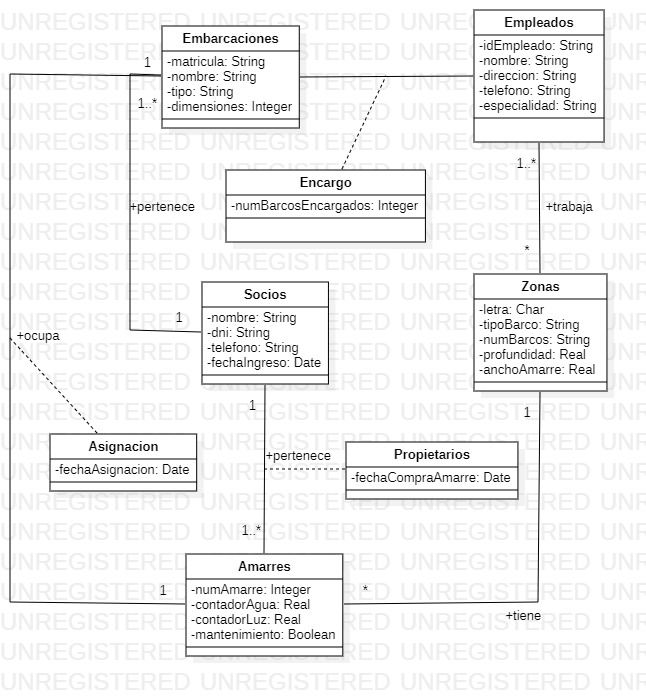 Embarcaciones
-matricula: String
-nombre: String
-tipo: String
-dimensiones: Integer
Empleados
-idEmpleado: String
-nombre: String
-direccion: String
-telefono: String
-especialidad: String
1
1..*
Encargo
-numBarcosEncargados: Integer
1..*
+trabaja
*
+pertenece
Socios
-nombre: String
-dni: String
-telefono: String
-fechaIngreso: Date
1
Zonas
-letra: Char
-tipoBarco: String
-numBarcos: String
-profundidad: Real
-anchoAmarre: Real
+ocupa
1
1
Asignacion
-fechaAsignacion: Date
+pertenece
Propietarios
-fechaCompraAmarre: Date
1..*
Amarres
-numAmarre: Integer
-contadorAgua: Real
-contadorLuz: Real
-mantenimiento: Boolean
1
*
+tiene
UNREGISTERED